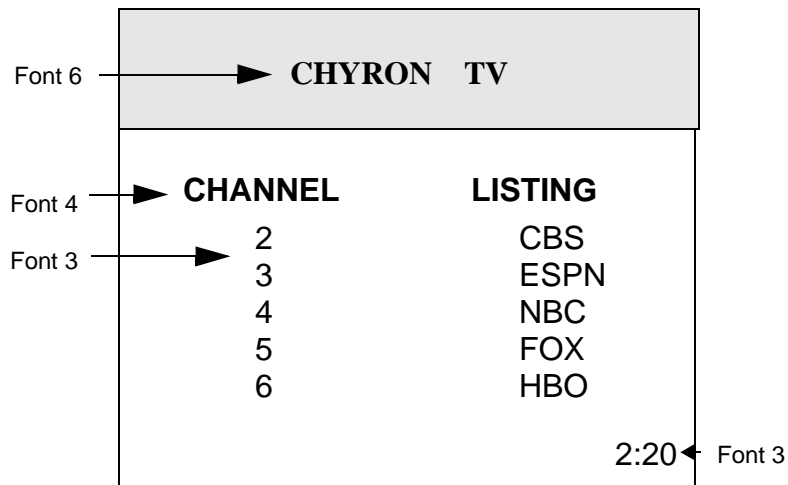 Font 6 CHYRON TV
Font 4 CHANNEL LISTING
2 CBS
Font 3
3 ESPN
4 NBC
5 FOX
6 HBO
2:20 Font 3